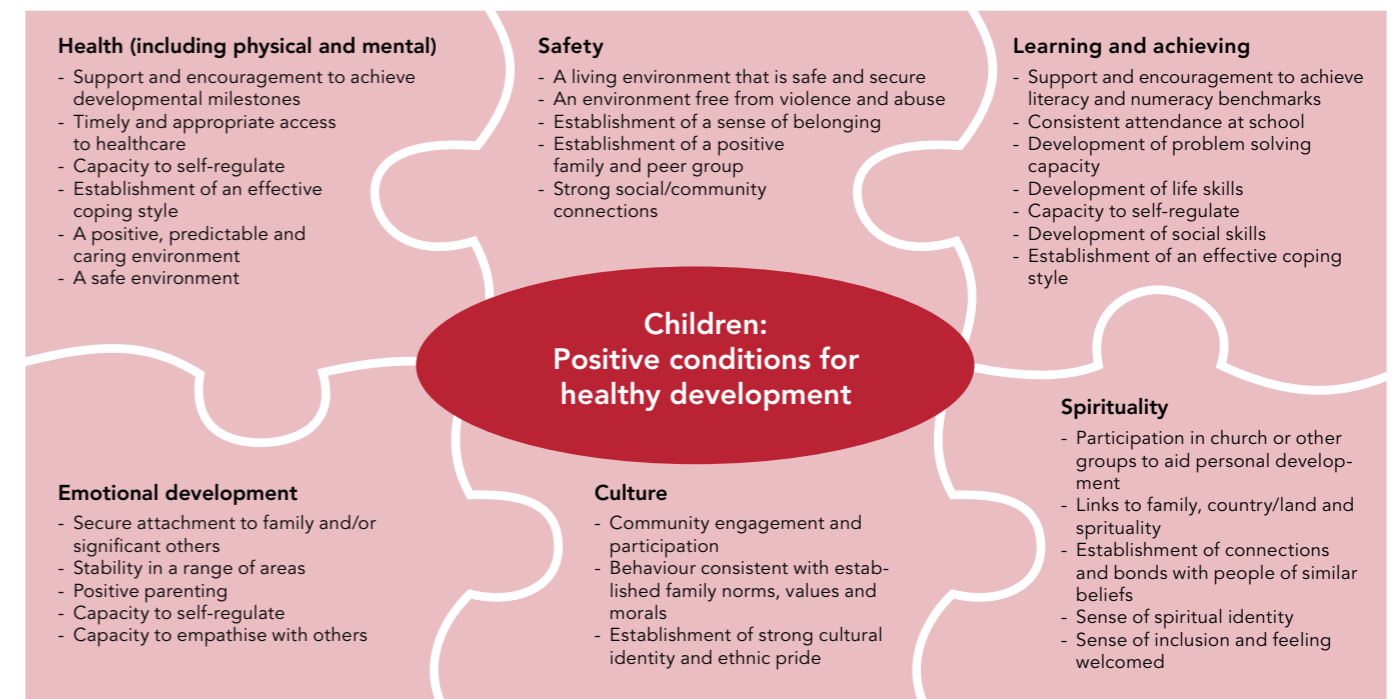 Health (including physical and mental)
- Support and encouragement to achieve
developmental milestones
- Timely and appropriate access
to healthcare
- Capacity to self-regulate
- Establishment of an effective
coping style
- A positive, predictable and
caring environment
- A safe environment
Safety
- A living environment that is safe and secure
- An environment free from violence and abuse
- Establishment of a sense of belonging
- Establishment of a positive
family and peer group
- Strong social/community
connections
Learning and achieving
- Support and encouragement to achieve
literacy and numeracy benchmarks
- Consistent attendance at school
- Development of problem solving
capacity
- Development of life skills
- Capacity to self-regulate
- Development of social skills
- Establishment of an effective coping
style
Children:
Positive conditions for
healthy development
Emotional development
- Secure attachment to family and/or
significant others
- Stability in a range of areas
- Positive parenting
- Capacity to self-regulate
- Capacity to empathise with others
Culture
- Community engagement and
participation
- Behaviour consistent with estab-
lished family norms, values and
morals
- Establishment of strong cultural
identity and ethnic pride
Spirituality
- Participation in church or other
groups to aid personal develop-
ment
- Links to family, country/land and
sprituality
- Establishment of connections
and bonds with people of similar
beliefs
- Sense of spiritual identity
- Sense of inclusion and feeling
welcomed